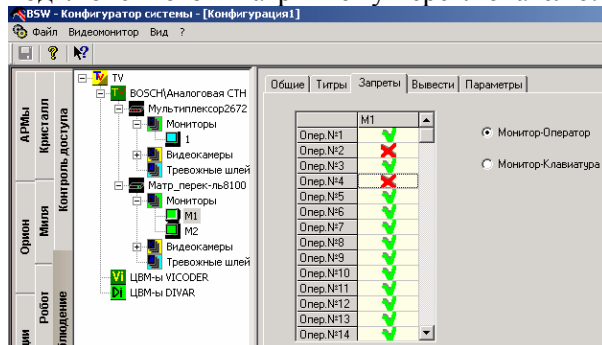 BSW - Конфигуратор системы - [Конфигурация1]
Файл Видеомонитор Вид ?
АРМы
Кристалл
Контроль доступа
Орион
Миля
Робот
TV
BOSCH\Аналоговая СТН
Мультиплексор2672
Мониторы
1
Видеокамеры
Тревожные шлей
Матр_перек-ль8100
Мониторы
M1
M2
Видеокамеры
Тревожные шлей
ЦВМ-ы VICODER
ЦВМ-ы DIVAR
Общие Титры Запреты Вывести Параметры
M1
Опер.№1
Опер.№2
Опер.№3
Опер.№4
Опер.№5
Опер.№6
Опер.№7
Опер.№8
Опер.№9
Опер.№10
Опер.№11
Опер.№12
Опер.№13
Опер.№14
Монитор-Оператор
Монитор-Клавиатура